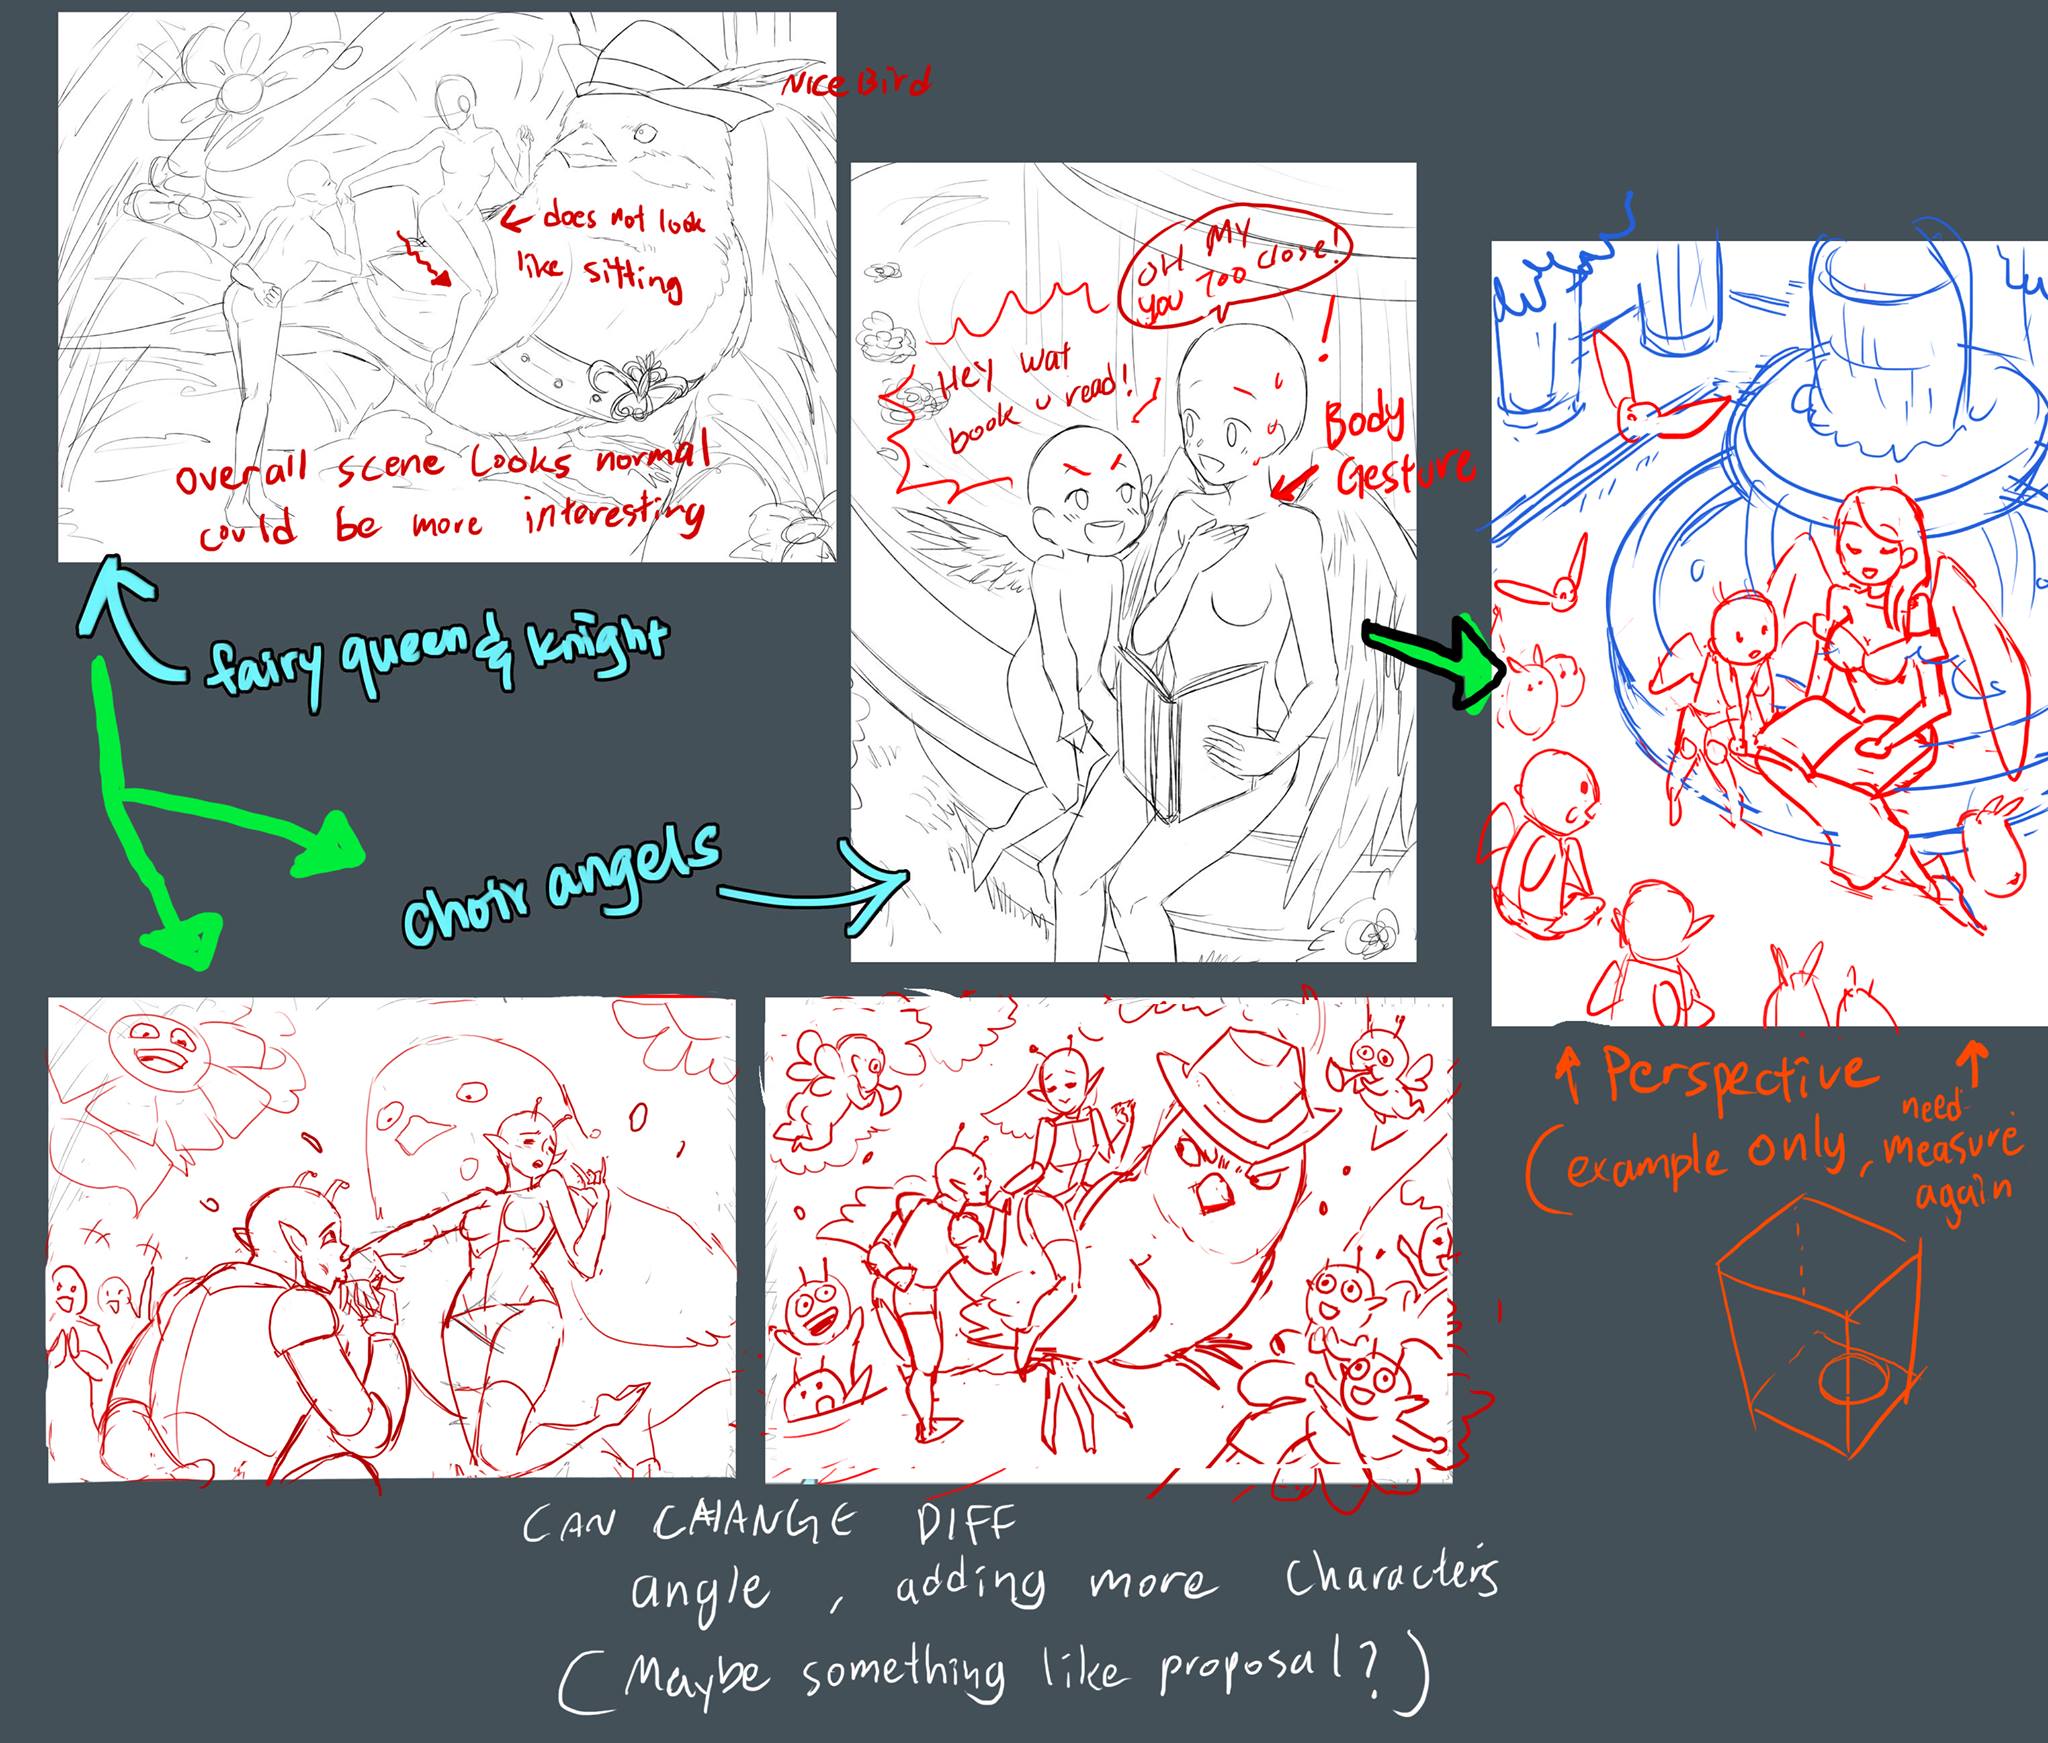 Nice Bird
does not look
like sitting
overall scene looks normal
could be more interesting
fairy queen & knight
OH MY
you too close!
Hey wat
book u read!
!
Body
Gesture
choir angels
Perspective
(example only, need
measure
again
CAN CHANGE DIFF
angle, adding more characters
(Maybe something like proposal?)